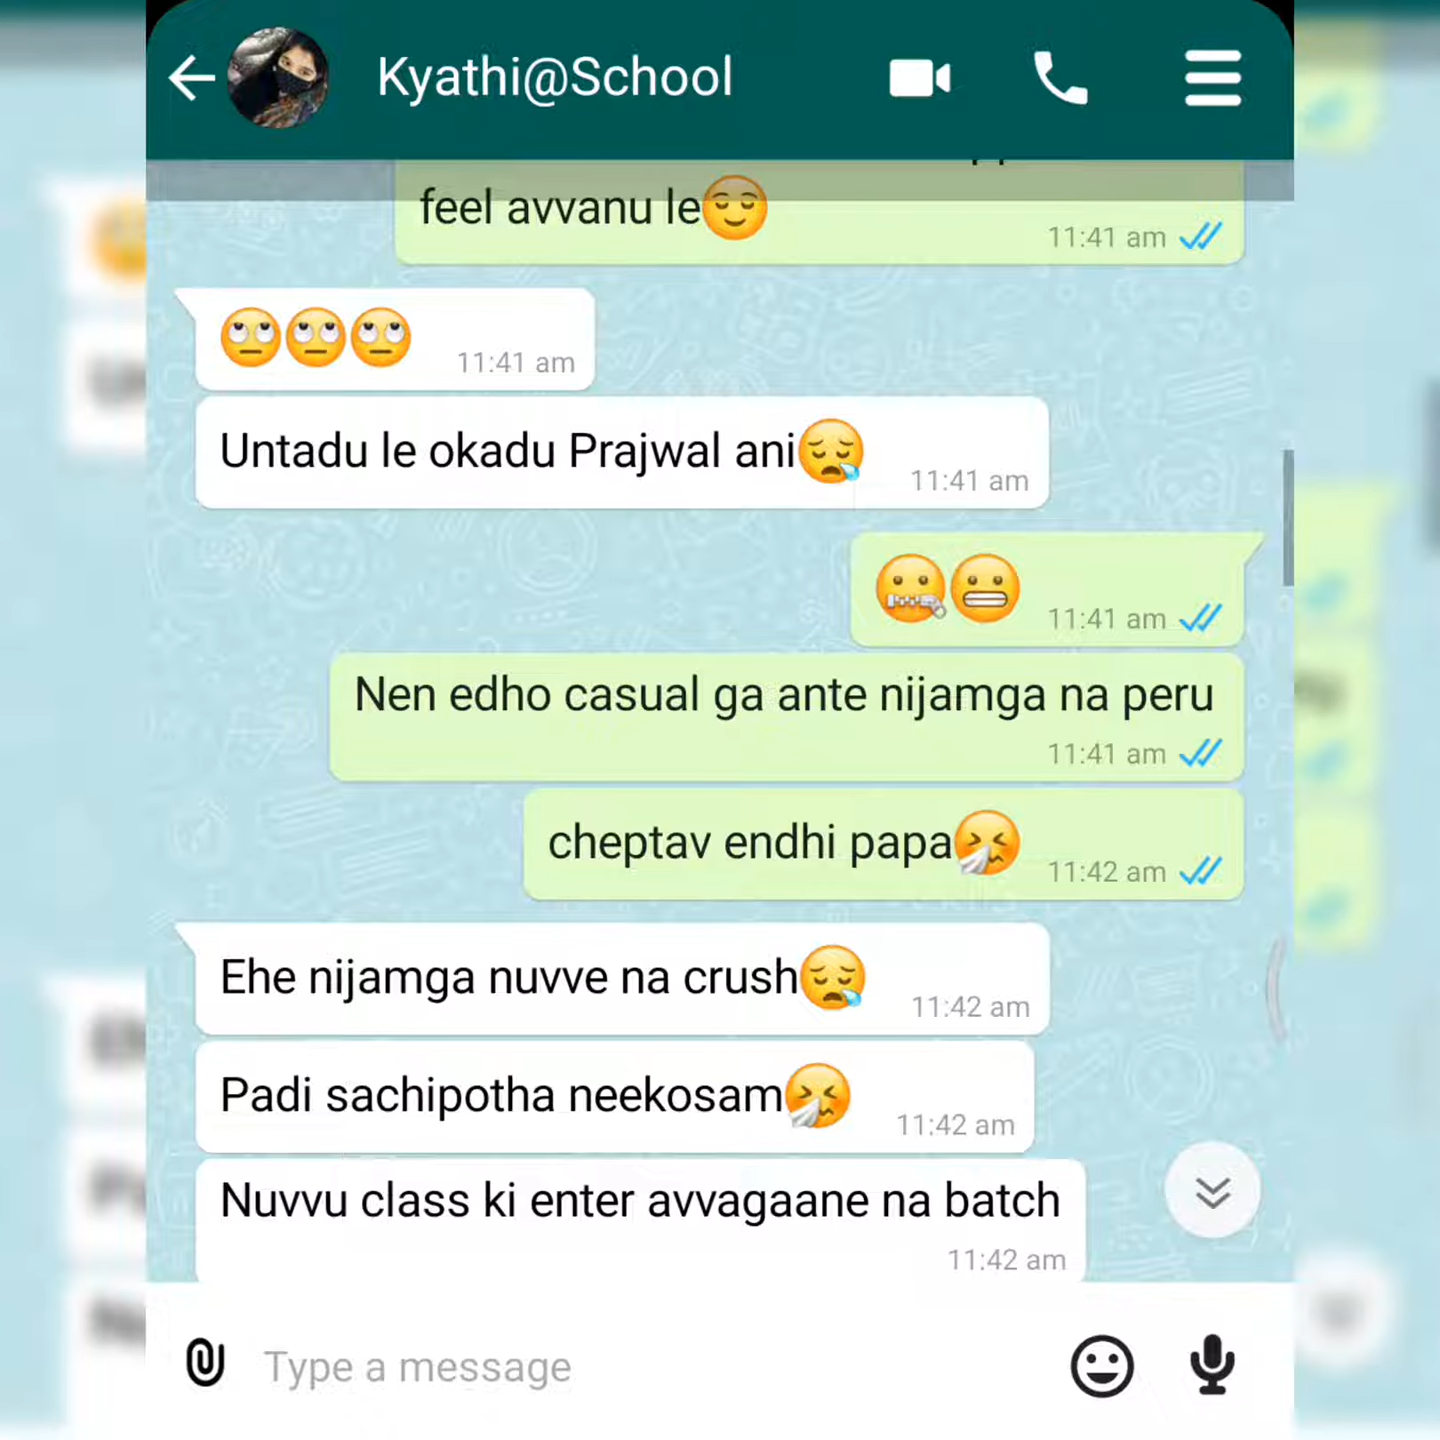 Kyathi@School
feel avvanu le😌
11:41 am
🙄🙄🙄
11:41 am
Untadu le okadu Prajwal ani😪
11:41 am
🤐😬
11:41 am
Nen edho casual ga ante nijamga na peru
11:41 am
cheptav endhi papa🤧
11:42 am
Ehe nijamga nuvve na crush😪
11:42 am
Padi sachipotha neekosam🤧
11:42 am
Nuvvu class ki enter avvagaane na batch
11:42 am
Type a message